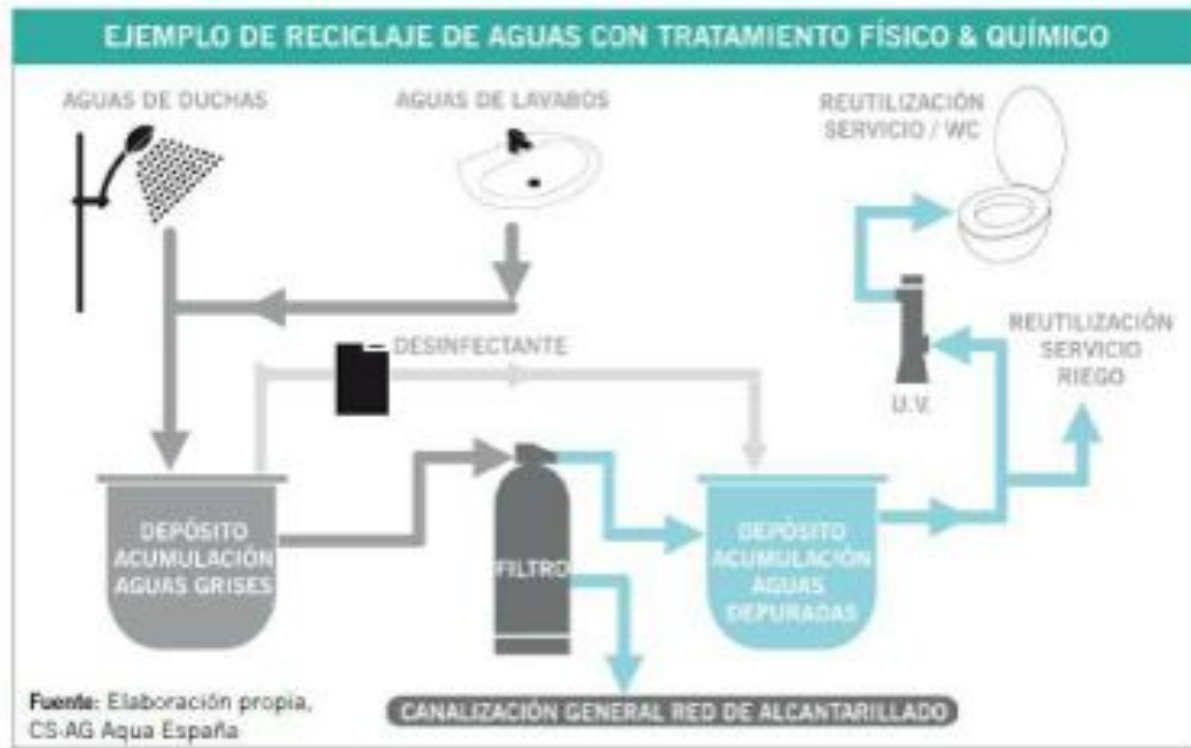 EJEMPLO DE RECICLAJE DE AGUAS CON TRATAMIENTO FÍSICO & QUÍMICO
AGUAS DE DUCHAS
AGUAS DE LAVABOS
REUTILIZACIÓN
SERVICIO / WC
DESINFECTANTE
U.V.
REUTILIZACIÓN
SERVICIO
RIEGO
DEPÓSITO
ACUMULACIÓN
AGUAS GRISES
FILTRO
DEPÓSITO
ACUMULACIÓN
AGUAS
DEPURADAS
Fuente: Elaboración propia,
CS-AG Aqua España
CANALIZACIÓN GENERAL RED DE ALCANTARILLADO